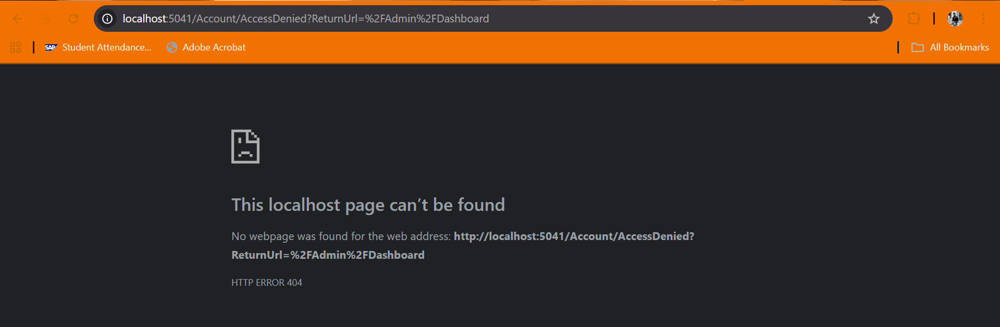 localhost:5041/Account/AccessDenied?ReturnUrl=%2FAdmin%2FDashboard
SAP Student Attendance... Adobe Acrobat All Bookmarks
This localhost page can’t be found
No webpage was found for the web address: http://localhost:5041/Account/AccessDenied?
ReturnUrl=%2FAdmin%2FDashboard
HTTP ERROR 404